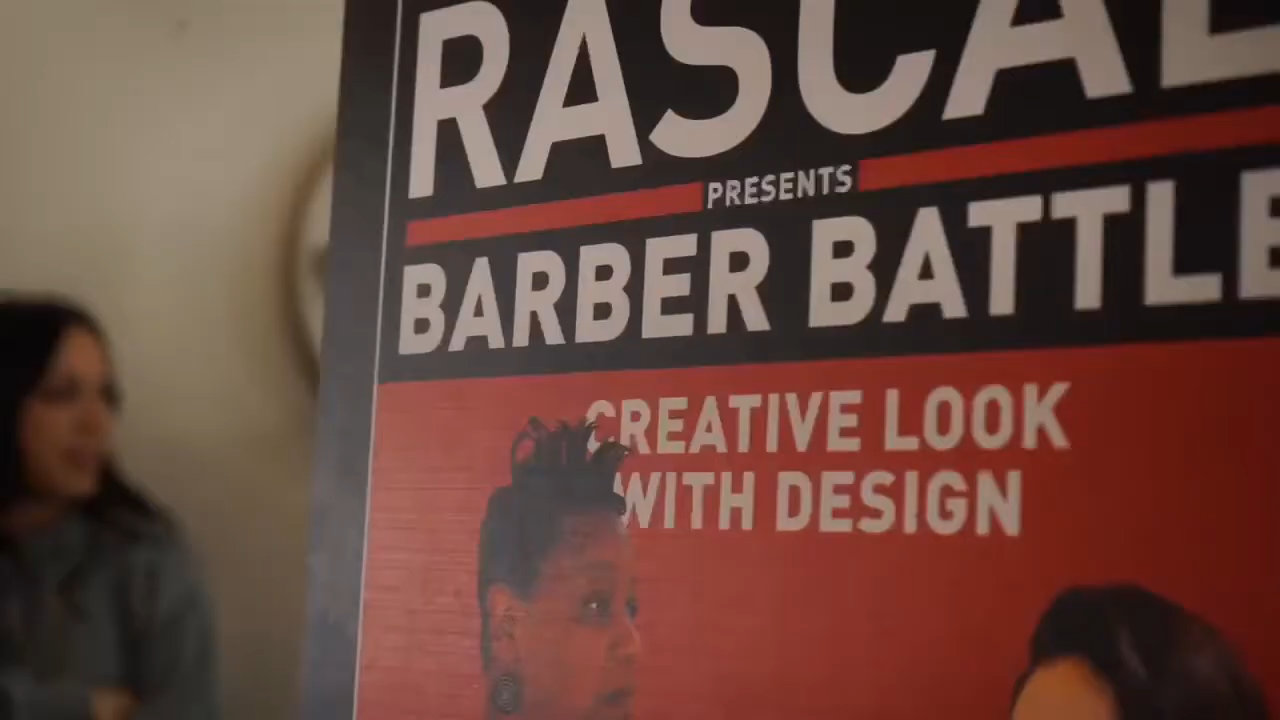 RASCAL
PRESENTS
BARBER BATTLE
CREATIVE LOOK
WITH DESIGN